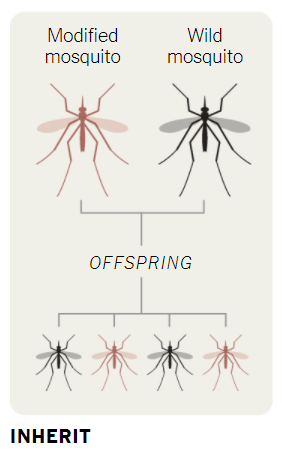 Modified Wild
mosquito mosquito
OFFSPRING
INHERIT